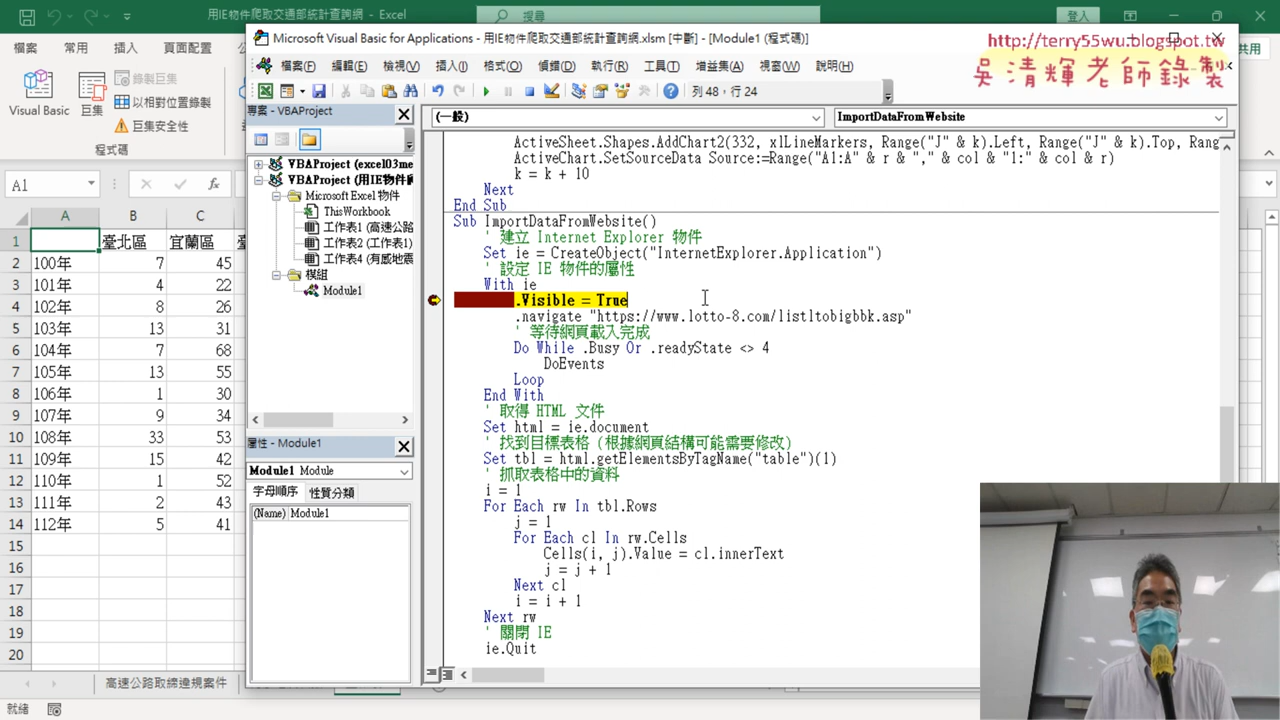 用IE物件爬取交通部統計查詢網 - Excel
搜尋
登入
Microsoft Visual Basic for Applications - 用IE物件爬取交通部統計查詢網.xlsm [中斷] - [Module1 (程式碼)]
http://terry55wu.blogspot.tw
吳清輝老師錄製
檔案
常用
插入
頁面配置
共用
檔案(F)
編輯(E)
檢視(V)
插入(I)
格式(O)
偵錯(D)
執行(R)
工具(T)
增益集(A)
視窗(W)
說明(H)
Visual Basic
巨集
錄製巨集
以相對位置錄製
巨集安全性
程式碼
列 48，行 24
專案 - VBAProject
(一般)
ImportDataFromWebsite
VBAProject (excel03me
VBAProject (用IE物件
Microsoft Excel 物件
ThisWorkbook
工作表1 (高速公路
工作表2 (工作表1)
工作表4 (有感地震
模組
Module1
屬性 - Module1
Module1 Module
字母順序
性質分類
(Name) Module1
ActiveSheet.Shapes.AddChart2(332, xlLineMarkers, Range("J" & k).Left, Range("J" & k).Top, Rang
ActiveChart.SetSourceData Source:=Range("A1:A" & r & "," & col & "1:" & col & r)
k = k + 10
Next
End Sub
Sub ImportDataFromWebsite()
' 建立 Internet Explorer 物件
Set ie = CreateObject("InternetExplorer.Application")
' 設定 IE 物件的屬性
With ie
.Visible = True
.navigate "https://www.lotto-8.com/listltobigbbk.asp"
' 等待網頁載入完成
Do While .Busy Or .readyState <> 4
DoEvents
Loop
End With
' 取得 HTML 文件
Set html = ie.document
' 找到目標表格（根據網頁結構可能需要修改）
Set tbl = html.getElementsByTagName("table")(1)
' 抓取表格中的資料
i = 1
For Each rw In tbl.Rows
j = 1
For Each cl In rw.Cells
Cells(i, j).Value = cl.innerText
j = j + 1
Next cl
i = i + 1
Next rw
' 關閉 IE
ie.Quit
A1
fx
A B C
1 臺北區 宜蘭區
2 100年 7 45
3 101年 4 22
4 102年 8 26
5 103年 13 31
6 104年 7 68
7 105年 13 55
8 106年 1 30
9 107年 9 34
10 108年 33 53
11 109年 15 42
12 110年 1 52
13 111年 2 43
14 112年 5 41
15
16
17
18
19
20
高速公路取締違規案件
就緒